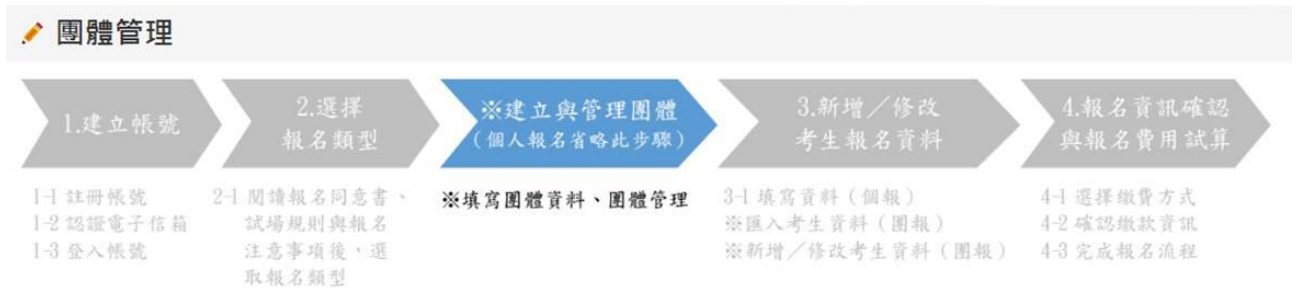 團體管理
1.建立帳號
2.選擇
報名類型
※建立與管理團體
(個人報名省略此步驟)
3.新增／修改
考生報名資料
4.報名資訊確認
與報名費用試算
1-1 註冊帳號
1-2 認證電子信箱
1-3 登入帳號
2-1 閱讀報名同意書、
試場規則與報名
注意事項後，選
取報名類型
※填寫團體資料、團體管理
3-1 填寫資料（個報）
※匯入考生資料（團報）
※新增／修改考生資料（團報）
4-1 選擇繳費方式
4-2 確認繳款資訊
4-3 完成報名流程